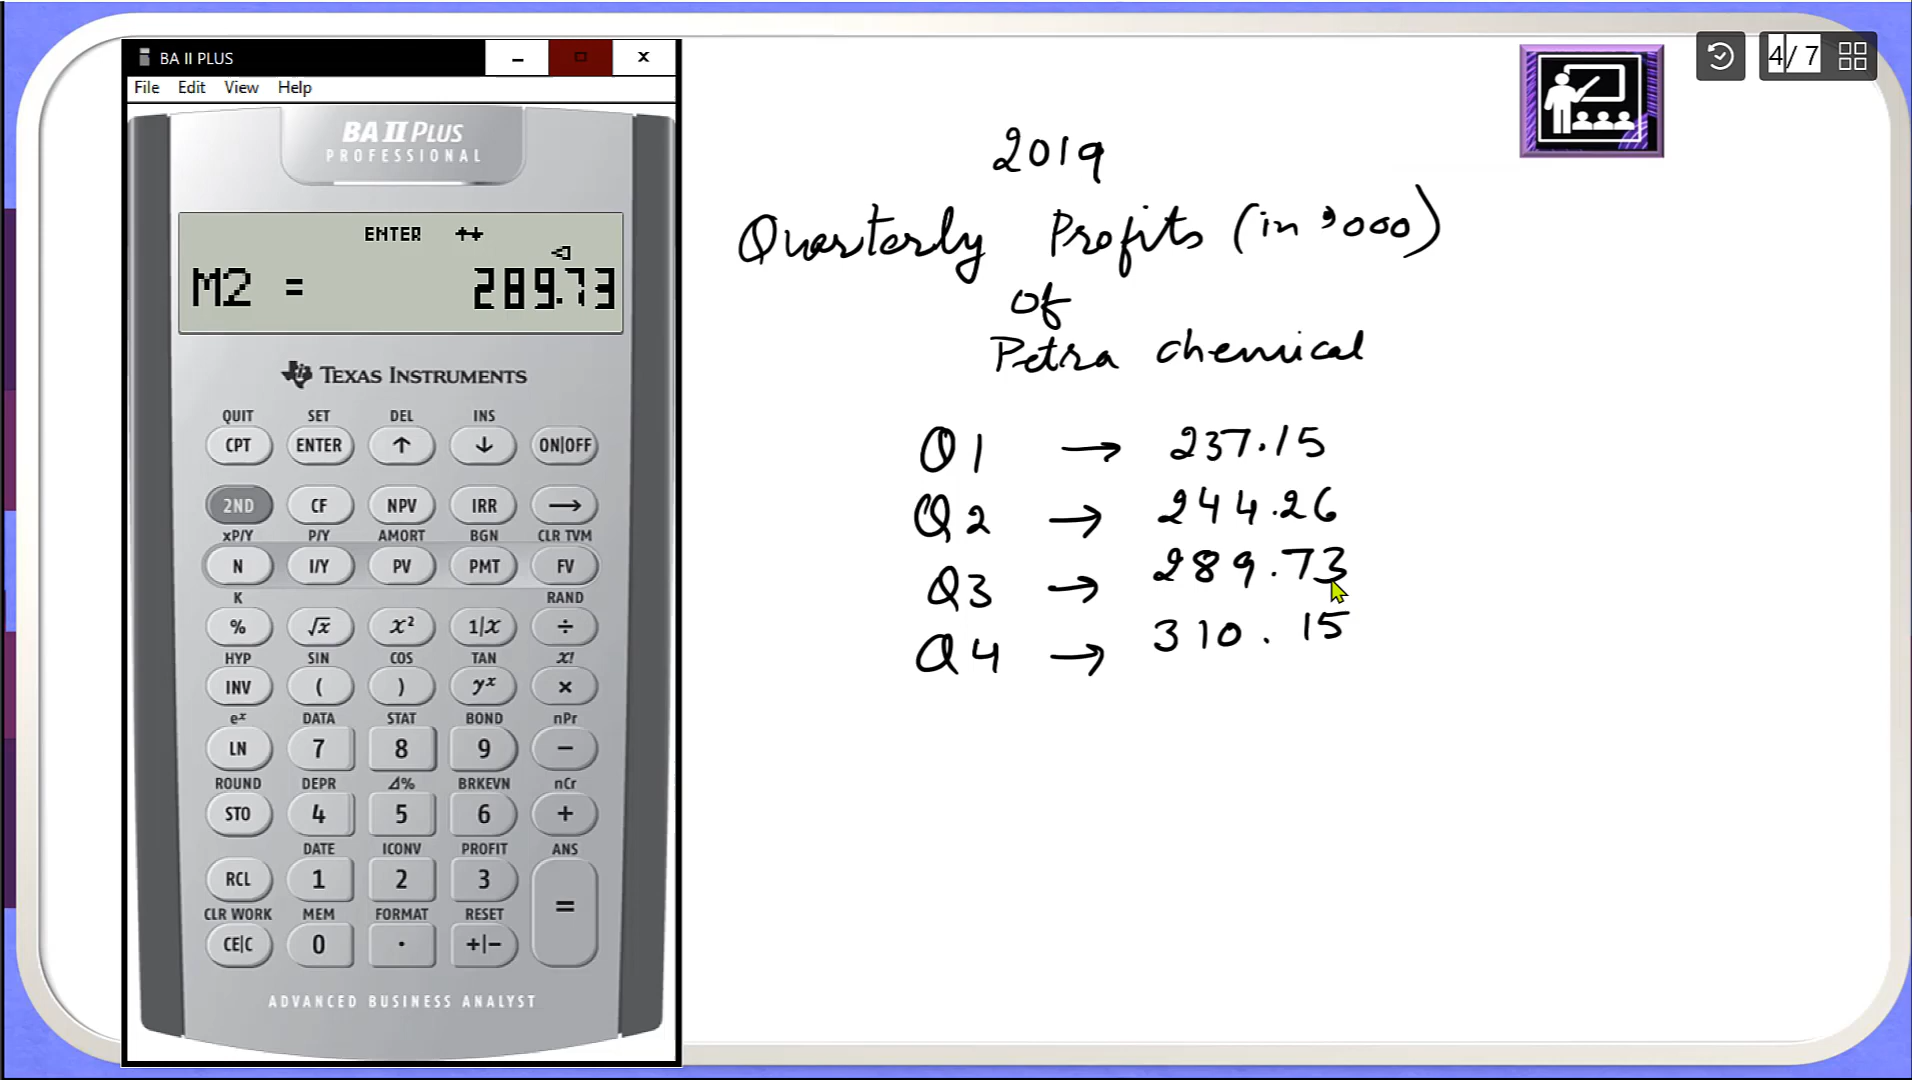 BA II PLUS
File Edit View Help
BA II PLUS
PROFESSIONAL
ENTER ↑↓
◁
M2 = 289.73
TEXAS INSTRUMENTS
QUIT SET DEL INS
CPT ENTER ↑ ↓ ON|OFF
2ND CF NPV IRR →
xP/Y P/Y AMORT BGN CLR TVM
N I/Y PV PMT FV
K RAND
% √x x² 1|x ÷
HYP SIN COS TAN x!
INV ( ) yˣ ×
eˣ DATA STAT BOND nPr
LN 7 8 9 −
ROUND DEPR Δ% BRKEVN nCr
STO 4 5 6 +
DATE ICONV PROFIT ANS
RCL 1 2 3 =
CLR WORK MEM FORMAT RESET
CE|C 0 . +|−
ADVANCED BUSINESS ANALYST
4/ 7
2019
Quarterly Profits (in '000)
of
Petra chemical
Q1 → 237.15
Q2 → 244.26
Q3 → 289.73
Q4 → 310.15